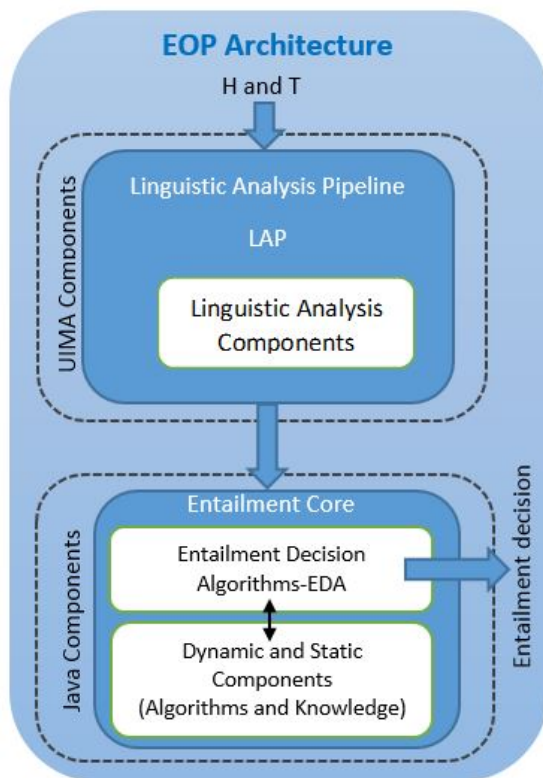 EOP Architecture
H and T
UIMA Components
Linguistic Analysis Pipeline
LAP
Linguistic Analysis
Components
Java Components
Entailment Core
Entailment Decision
Algorithms-EDA
Dynamic and Static
Components
(Algorithms and Knowledge)
Entailment decision